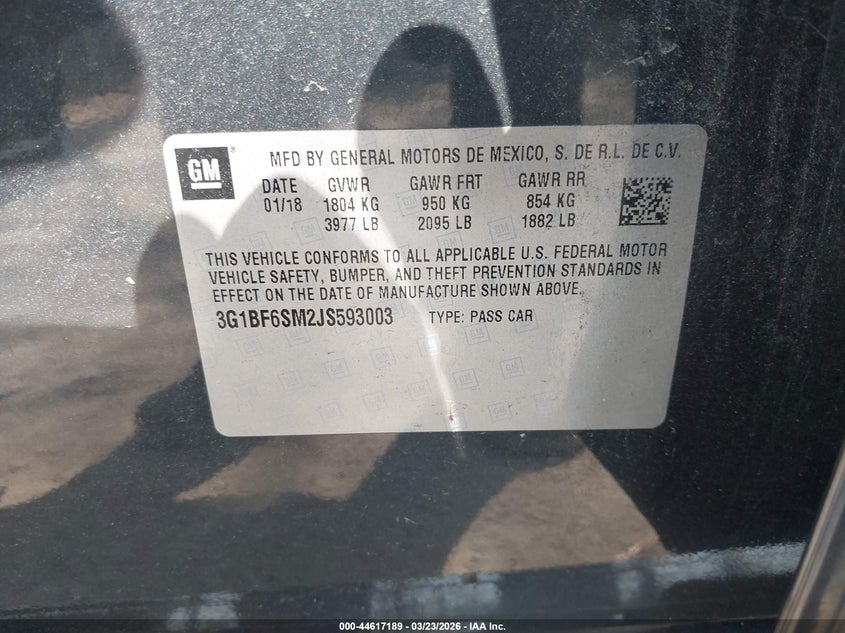 GM
MFD BY GENERAL MOTORS DE MEXICO, S. DE R.L. DE C.V.
DATE GVWR GAWR FRT GAWR RR
01/18 1804 KG 950 KG 854 KG
3977 LB 2095 LB 1882 LB
THIS VEHICLE CONFORMS TO ALL APPLICABLE U.S. FEDERAL MOTOR
VEHICLE SAFETY, BUMPER, AND THEFT PREVENTION STANDARDS IN
EFFECT ON THE DATE OF MANUFACTURE SHOWN ABOVE.
3G1BF6SM2JS593003 TYPE: PASS CAR
000-44617189 - 03/23/2026 - IAA Inc.